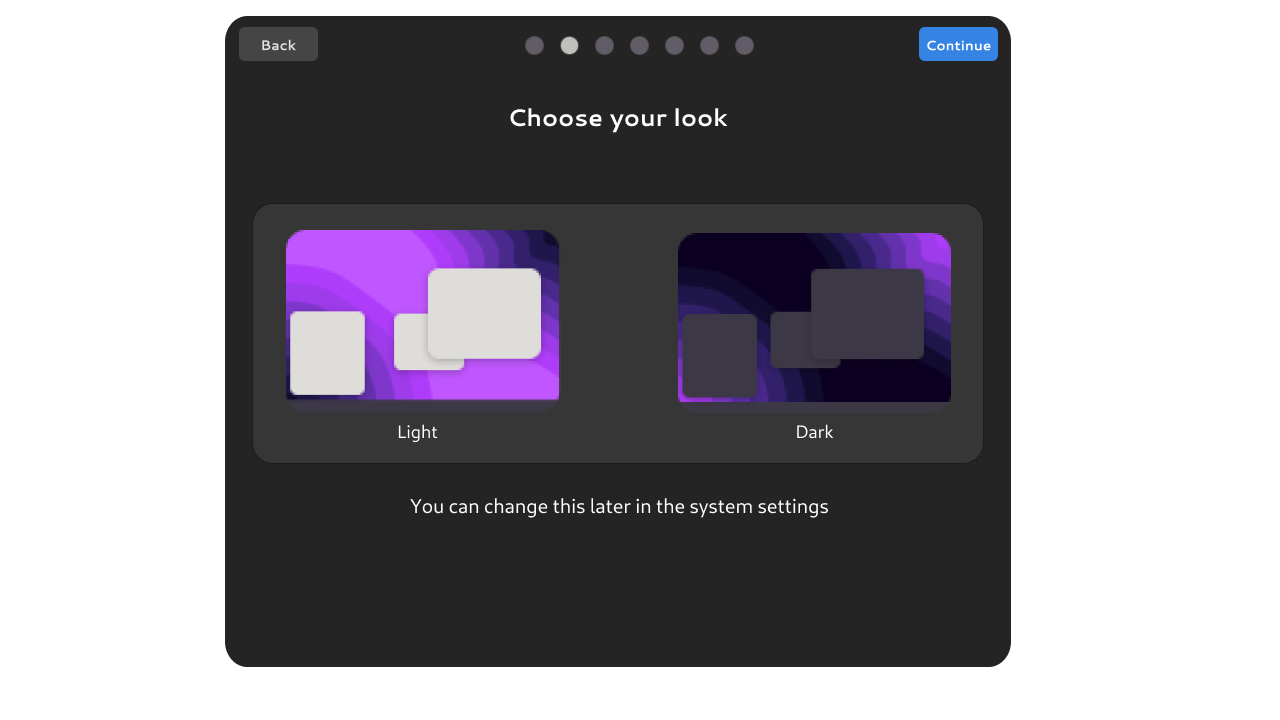 Back
Continue
Choose your look
Light
Dark
You can change this later in the system settings